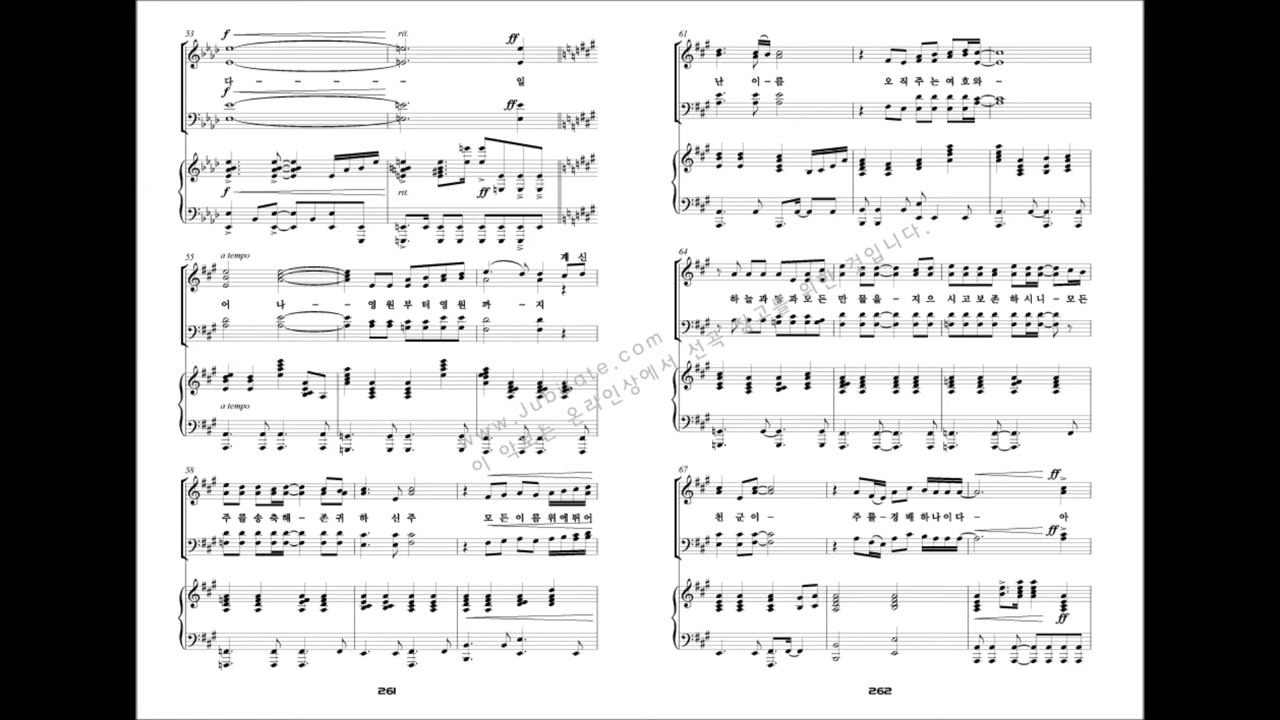 53
f
rit.
ff
다 - - - - - 일
f
ff
f
rit.
ff
55
a tempo
계 신
어 나 - - - 영 원 부 터 영 원 까 - 지
a tempo
58
주 를 송 축 해 - 존 귀 하 신 주 모 든 이 름 위 에 뛰 어
261
61
난 이 - 름 오 직 주 는 여 호 와 -
64
하 늘 과 땅 과 모 든 만 물 을 - 지 으 시 고 보 존 하 시 니 - 모 든
67
ff
천 군 이 - 주 를 - 경 배 하 나 이 다 - 아
ff
ff
262
www.Jubilate.com
이 악보는 온라인상에서 선곡 참고를 위한 것입니다.